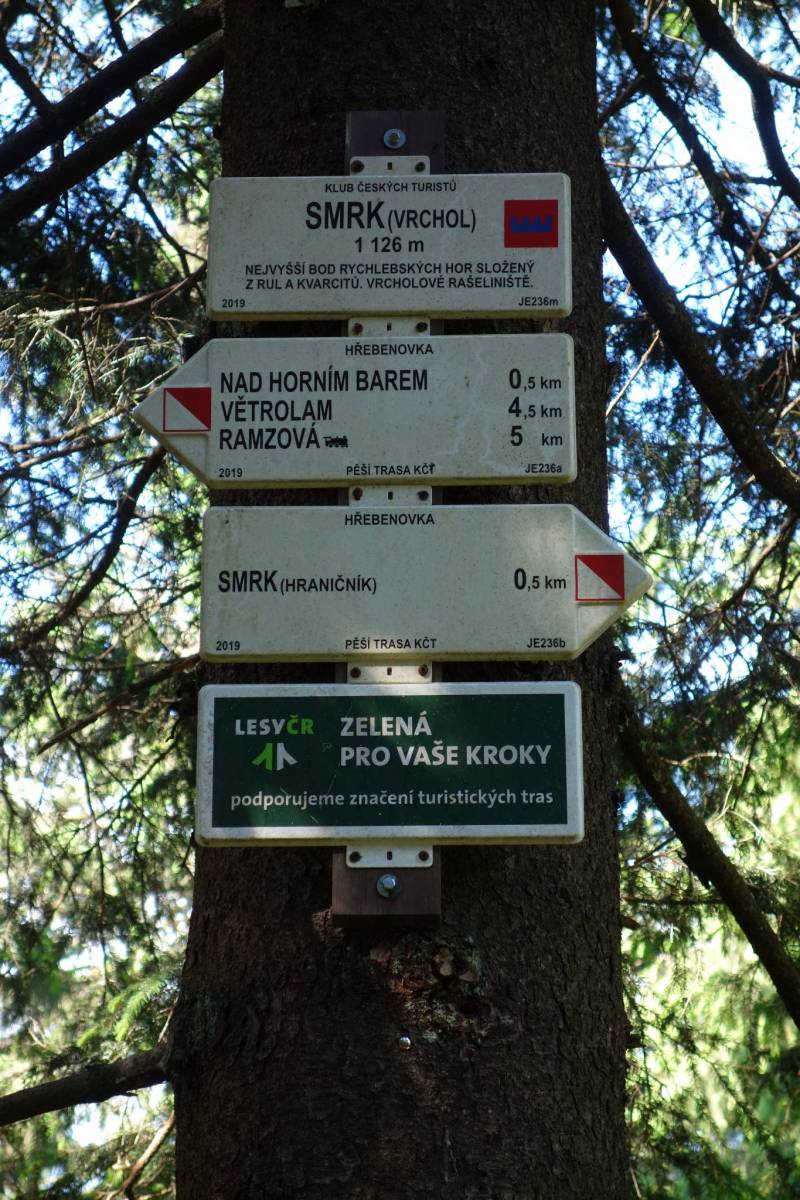 KLUB ČESKÝCH TURISTŮ
SMRK (VRCHOL)
1 126 m
NEJVYŠŠÍ BOD RYCHLEBSKÝCH HOR SLOŽENÝ
Z RUL A KVARCITŮ. VRCHOLOVÉ RAŠELINIŠTĚ.
2019 JE236m
HŘEBENOVKA
NAD HORNÍM BAREM 0,5 km
VĚTROLAM 4,5 km
RAMZOVÁ 5 km
2019 PĚŠÍ TRASA KČT JE236a
HŘEBENOVKA
SMRK (HRANIČNÍK) 0,5 km
2019 PĚŠÍ TRASA KČT JE236b
LESYČR ZELENÁ
PRO VAŠE KROKY
podporujeme značení turistických tras